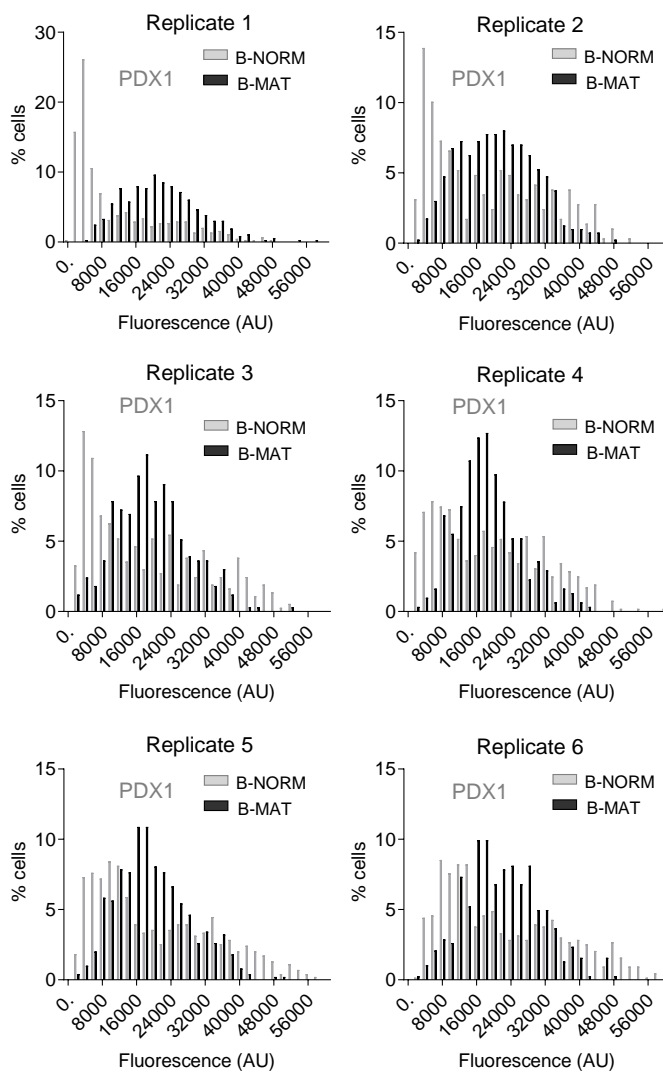 Replicate 1
30
20
10
0
% cells
PDX1
B-NORM
B-MAT
0.
8000
16000
24000
32000
40000
48000
56000
Fluorescence (AU)
Replicate 2
15
10
5
0
% cells
PDX1
B-NORM
B-MAT
0.
8000
16000
24000
32000
40000
48000
56000
Fluorescence (AU)
Replicate 3
15
10
5
0
% cells
PDX1
B-NORM
B-MAT
0.
8000
16000
24000
32000
40000
48000
56000
Fluorescence (AU)
Replicate 4
15
10
5
0
% cells
PDX1
B-NORM
B-MAT
0.
8000
16000
24000
32000
40000
48000
56000
Fluorescence (AU)
Replicate 5
15
10
5
0
% cells
PDX1
B-NORM
B-MAT
0.
8000
16000
24000
32000
40000
48000
56000
Fluorescence (AU)
Replicate 6
15
10
5
0
% cells
PDX1
B-NORM
B-MAT
0.
8000
16000
24000
32000
40000
48000
56000
Fluorescence (AU)